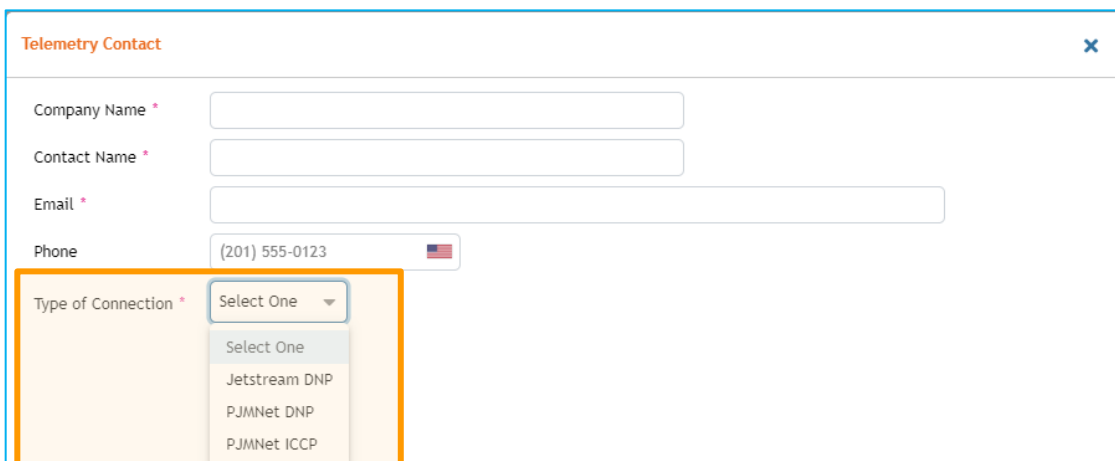 Telemetry Contact
Company Name *
Contact Name *
Email *
Phone (201) 555-0123
Type of Connection * Select One
Select One
Jetstream DNP
PJMNet DNP
PJMNet ICCP